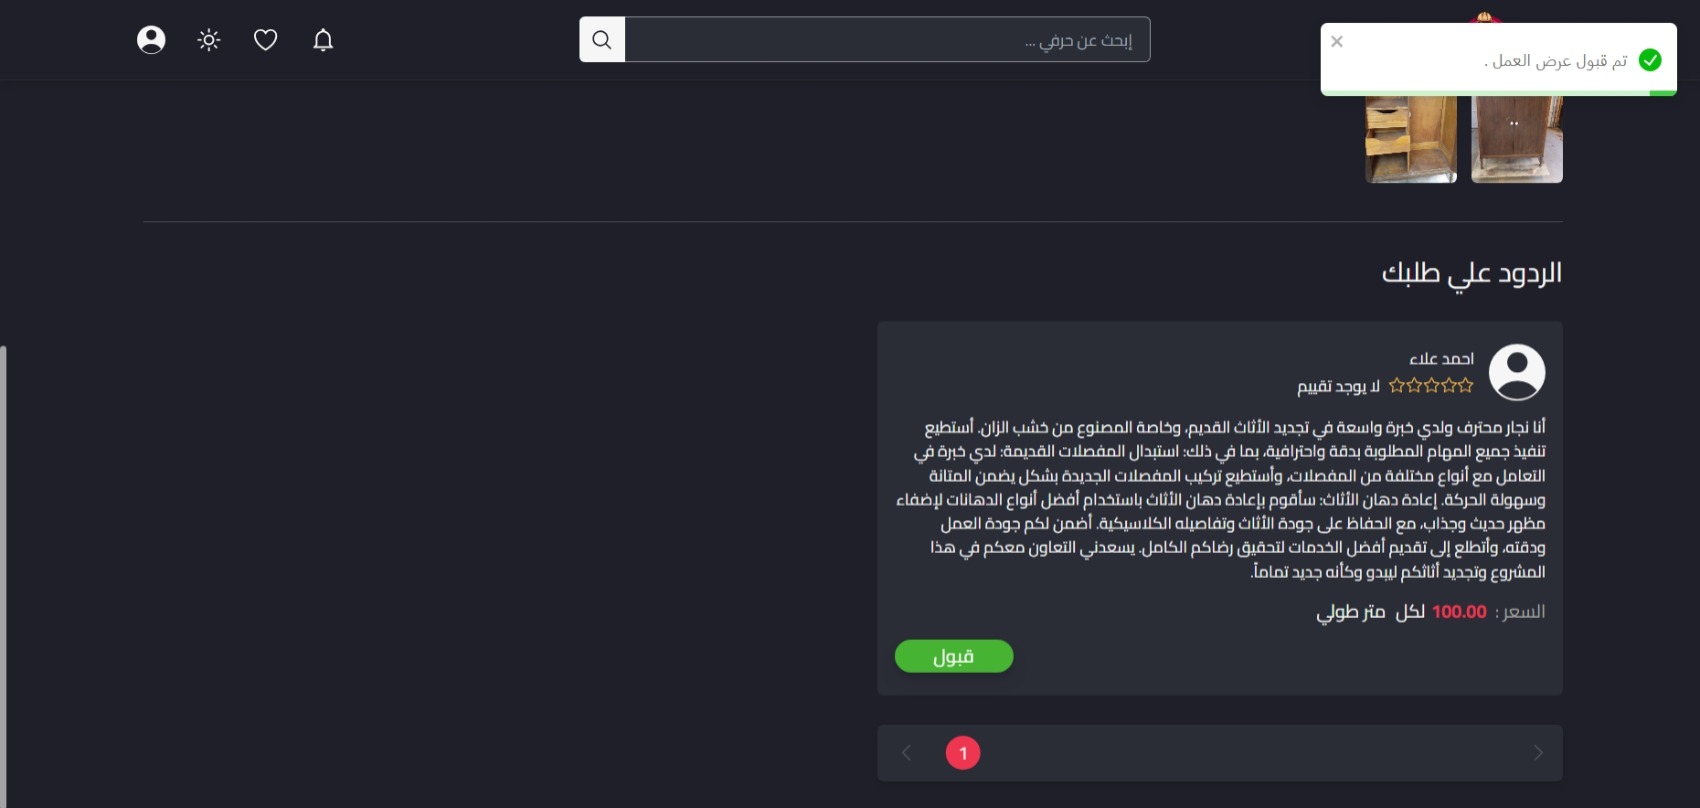 إبحث عن حرفي ...
تم قبول عرض العمل .
الردود علي طلبك
احمد علاء
لا يوجد تقييم
أنا نجار محترف ولدي خبرة واسعة في تجديد الأثاث القديم، وخاصة المصنوع من خشب الزان. أستطيع
تنفيذ جميع المهام المطلوبة بدقة واحترافية، بما في ذلك: استبدال المفصلات القديمة: لدي خبرة في
التعامل مع أنواع مختلفة من المفصلات، وأستطيع تركيب المفصلات الجديدة بشكل يضمن المتانة
وسهولة الحركة. إعادة دهان الأثاث: سأقوم بإعادة دهان الأثاث باستخدام أفضل أنواع الدهانات لإضفاء
مظهر حديث وجذاب، مع الحفاظ على جودة الأثاث وتفاصيله الكلاسيكية. أضمن لكم جودة العمل
ودقته، وأتطلع إلى تقديم أفضل الخدمات لتحقيق رضاكم الكامل. يسعدني التعاون معكم في هذا
المشروع وتجديد أثاثكم ليبدو وكأنه جديد تماماً.
السعر : 100.00 لكل متر طولي
قبول
1